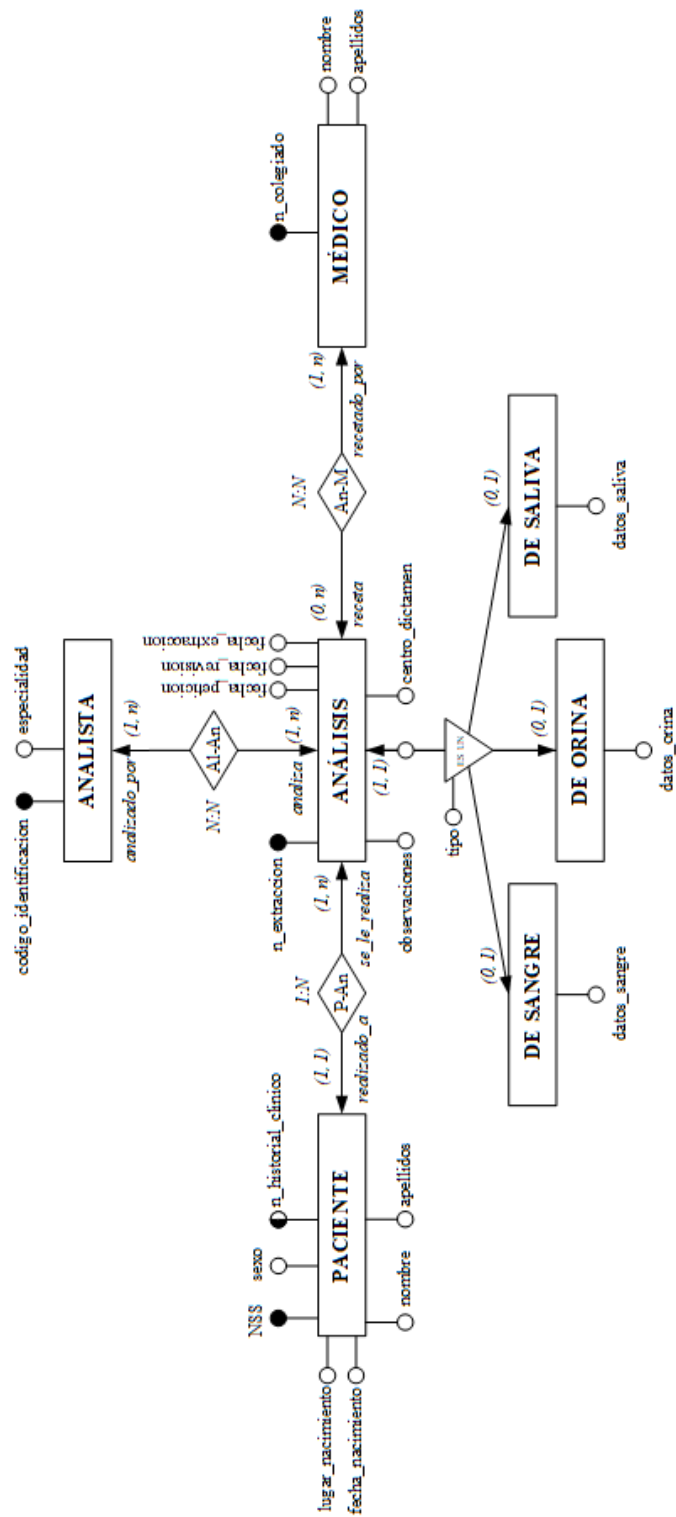 código_identificacion
especialidad
ANALISTA
analizado_por
(1, n)
N:N
Al-An
analiza
(1, n)
n_extraccion
fecha_peticion
fecha_revision
fecha_extraccion
ANÁLISIS
observaciones
centro_dictamen
(1, 1)
NSS
sexo
n_historial_clinico
PACIENTE
lugar_nacimiento
fecha_nacimiento
nombre
apellidos
(1, 1)
realizado_a
1:N
P-An
(1, n)
se_le_realiza
(0, n)
receta
N:N
An-M
(1, n)
recetado_por
n_colegiado
MÉDICO
nombre
apellidos
tipo
ES UN
(0, 1)
DE SANGRE
datos_sangre
(0, 1)
DE ORINA
datos_orina
(0, 1)
DE SALIVA
datos_saliva